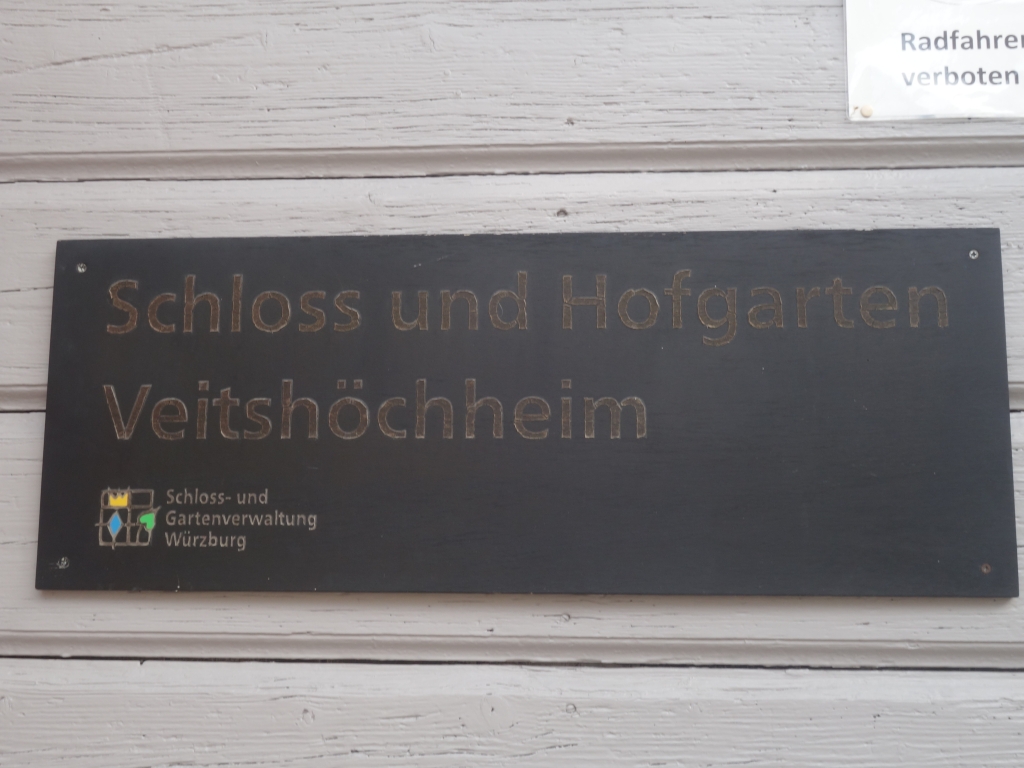 Radfahren
verboten
Schloss und Hofgarten
Veitshöchheim
Schloss- und
Gartenverwaltung
Würzburg